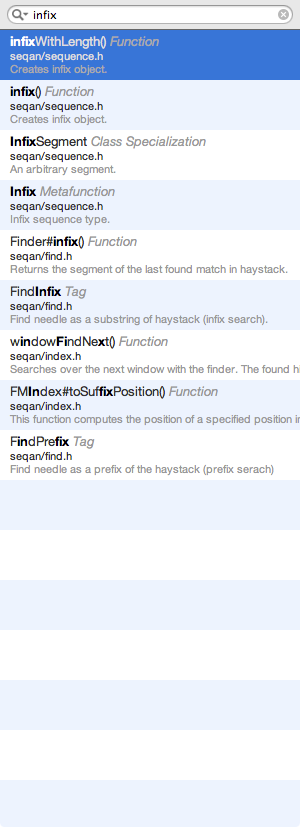 infix
infixWithLength() Function
seqan/sequence.h
Creates infix object.
infix() Function
seqan/sequence.h
Creates infix object.
InfixSegment Class Specialization
seqan/sequence.h
An arbitrary segment.
Infix Metafunction
seqan/sequence.h
Infix sequence type.
Finder#infix() Function
seqan/find.h
Returns the segment of the last found match in haystack.
FindInfix Tag
seqan/find.h
Find needle as a substring of haystack (infix search).
windowFindNext() Function
seqan/index.h
Searches over the next window with the finder. The found hi
FMIndex#toSuffixPosition() Function
seqan/index.h
This function computes the position of a specified position in
FindPrefix Tag
seqan/find.h
Find needle as a prefix of the haystack (prefix serach)